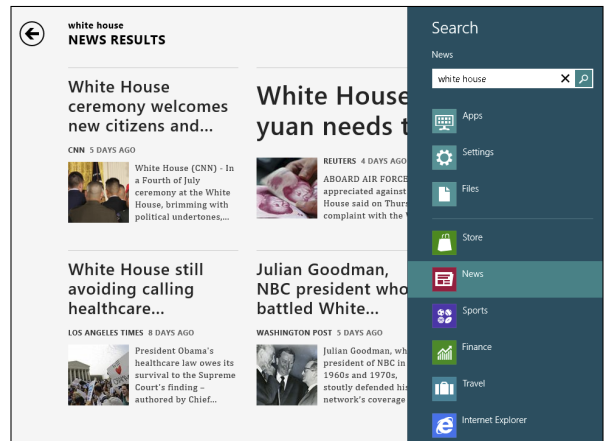 white house
NEWS RESULTS
White House
ceremony welcomes
new citizens and...
CNN 5 DAYS AGO
White House (CNN) - In
a Fourth of July
ceremony at the White
House, brimming with
political undertones,...
White House
yuan needs t
REUTERS 4 DAYS AGO
ABOARD AIR FORCE
appreciated against
House said on Thurs
complaint with the
White House still
avoiding calling
healthcare...
LOS ANGELES TIMES 8 DAYS AGO
President Obama's
healthcare law owes its
survival to the Supreme
Court's finding –
authored by Chief...
Julian Goodman,
NBC president who
battled White...
WASHINGTON POST 5 DAYS AGO
Julian Goodman, wh
president of NBC in
1960s and 1970s,
stoutly defended his
network's coverage
Search
News
white house
Apps
Settings
Files
Store
News
Sports
Finance
Travel
Internet Explorer